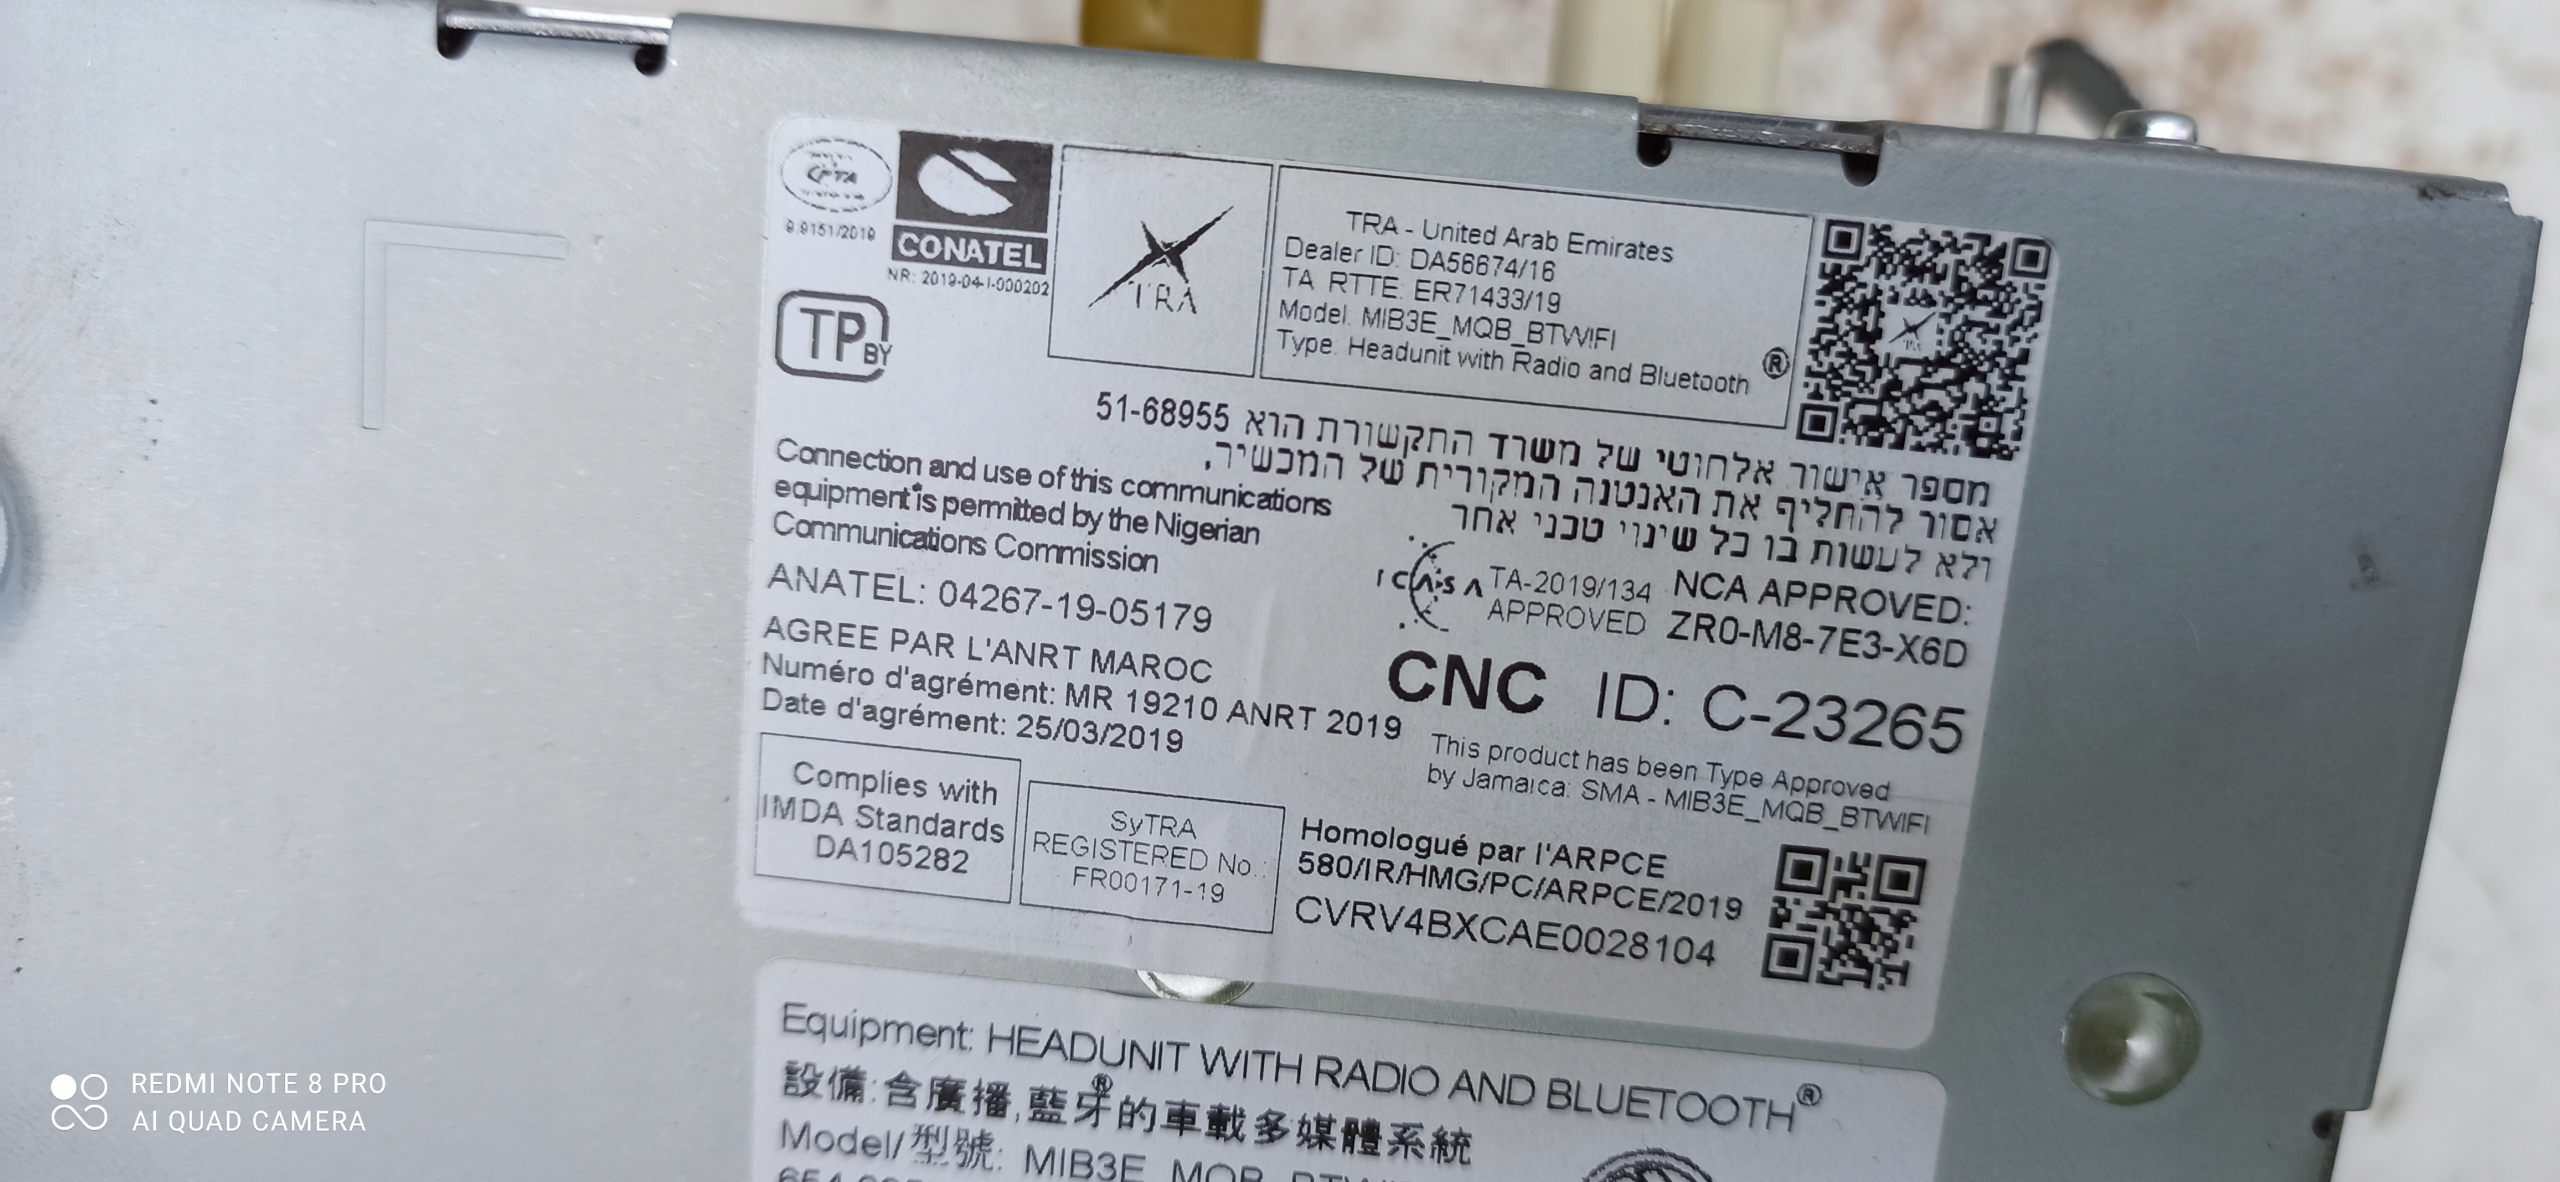 9.9151/2019
CONATEL
NR: 2019-04-I-000202
TRA
TRA - United Arab Emirates
Dealer ID: DA56674/16
TA RTTE: ER71433/19
Model: MIB3E_MQB_BTWIFI
Type: Headunit with Radio and Bluetooth ®
TP BY
מספר אישור אלחוטי של משרד התקשורת הוא 51-68955
אסור להחליף את האנטנה המקורית של המכשיר,
ולא לעשות בו כל שינוי טכני אחר
Connection and use of this communications
equipment is permitted by the Nigerian
Communications Commission
ICASA TA-2019/134
APPROVED
NCA APPROVED:
ZR0-M8-7E3-X6D
ANATEL: 04267-19-05179
AGREE PAR L'ANRT MAROC
Numéro d'agrément: MR 19210 ANRT 2019
Date d'agrément: 25/03/2019
CNC ID: C-23265
This product has been Type Approved
by Jamaica: SMA - MIB3E_MQB_BTWIFI
Complies with
IMDA Standards
DA105282
SyTRA
REGISTERED No.:
FR00171-19
Homologué par l'ARPCE
580/IR/HMG/PC/ARPCE/2019
CVRV4BXCAE0028104
Equipment: HEADUNIT WITH RADIO AND BLUETOOTH®
設備:含廣播,藍牙®的車載多媒體系統
Model/型號: MIB3E_MQB_
REDMI NOTE 8 PRO
AI QUAD CAMERA